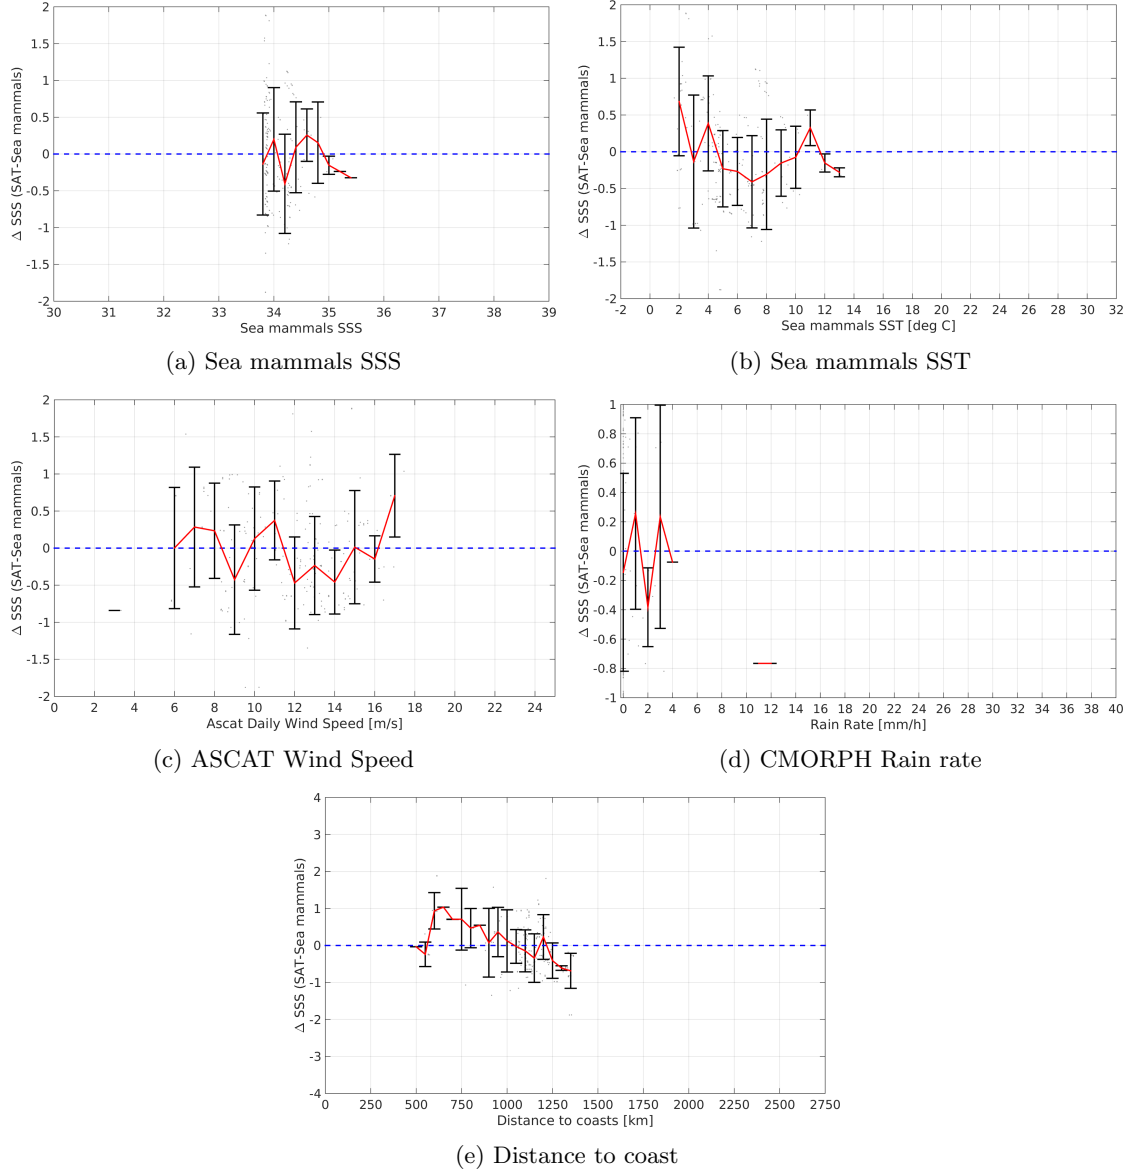 2
1.5
1
0.5
0
-0.5
-1
-1.5
-2
Δ SSS (SAT-Sea mammals)
30 31 32 33 34 35 36 37 38 39
Sea mammals SSS
(a) Sea mammals SSS
2
1.5
1
0.5
0
-0.5
-1
-1.5
-2
Δ SSS (SAT-Sea mammals)
-2 0 2 4 6 8 10 12 14 16 18 20 22 24 26 28 30 32
Sea mammals SST [deg C]
(b) Sea mammals SST
2
1.5
1
0.5
0
-0.5
-1
-1.5
-2
Δ SSS (SAT-Sea mammals)
0 2 4 6 8 10 12 14 16 18 20 22 24
Ascat Daily Wind Speed [m/s]
(c) ASCAT Wind Speed
1
0.8
0.6
0.4
0.2
0
-0.2
-0.4
-0.6
-0.8
-1
Δ SSS (SAT-Sea mammals)
0 2 4 6 8 10 12 14 16 18 20 22 24 26 28 30 32 34 36 38 40
Rain Rate [mm/h]
(d) CMORPH Rain rate
4
3
2
1
0
-1
-2
-3
-4
Δ SSS (SAT-Sea mammals)
0 250 500 750 1000 1250 1500 1750 2000 2250 2500 2750
Distance to coasts [km]
(e) Distance to coast